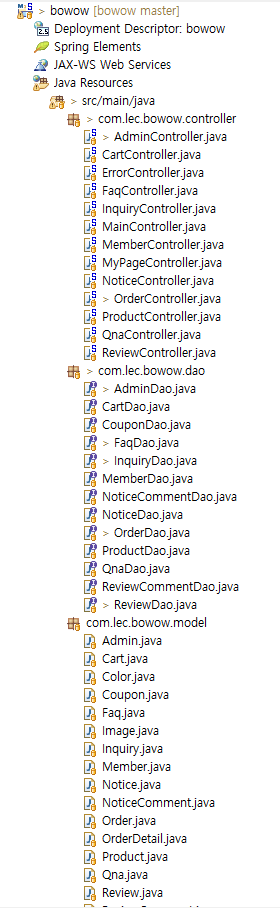 > bowow [bowow master]
Deployment Descriptor: bowow
Spring Elements
JAX-WS Web Services
Java Resources
> src/main/java
> com.lec.bowow.controller
> AdminController.java
CartController.java
ErrorController.java
FaqController.java
InquiryController.java
MainController.java
MemberController.java
MyPageController.java
NoticeController.java
> OrderController.java
ProductController.java
QnaController.java
ReviewController.java
> com.lec.bowow.dao
> AdminDao.java
CartDao.java
CouponDao.java
> FaqDao.java
> InquiryDao.java
MemberDao.java
NoticeCommentDao.java
NoticeDao.java
> OrderDao.java
ProductDao.java
QnaDao.java
ReviewCommentDao.java
> ReviewDao.java
com.lec.bowow.model
Admin.java
Cart.java
Color.java
Coupon.java
Faq.java
Image.java
Inquiry.java
Member.java
Notice.java
NoticeComment.java
Order.java
OrderDetail.java
Product.java
Qna.java
Review.java